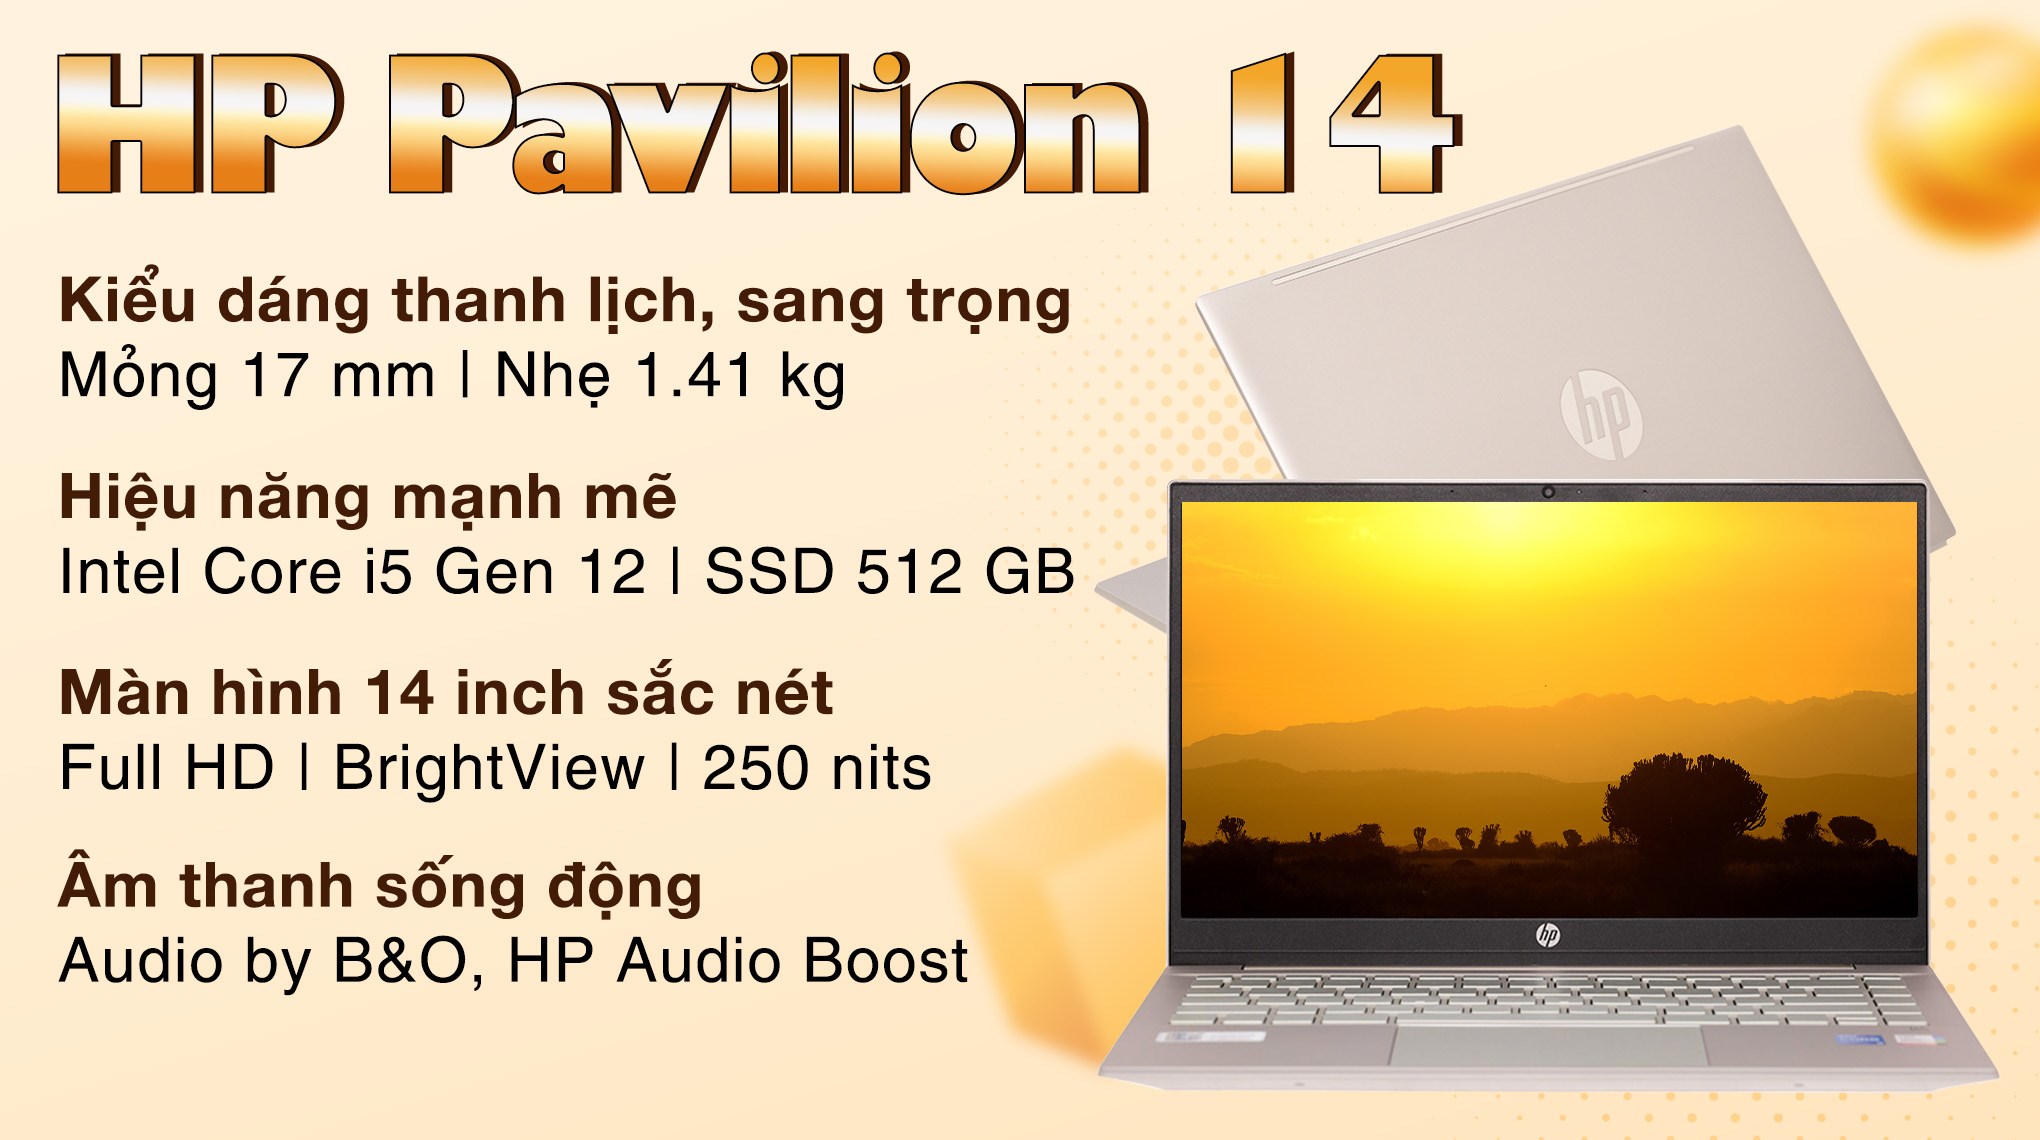 HP Pavilion 14
Kiểu dáng thanh lịch, sang trọng
Mỏng 17 mm | Nhẹ 1.41 kg
Hiệu năng mạnh mẽ
Intel Core i5 Gen 12 | SSD 512 GB
Màn hình 14 inch sắc nét
Full HD | BrightView | 250 nits
Âm thanh sống động
Audio by B&O, HP Audio Boost
hp
hp